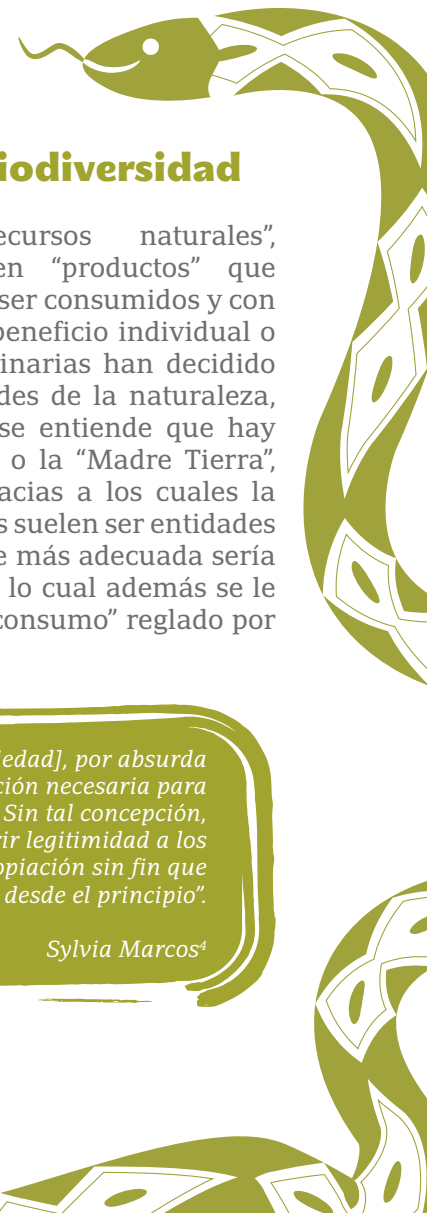 iodiversidad
ecursos naturales”,
en “productos” que
ser consumidos y con
beneficio individual o
inarias han decidido
des de la naturaleza,
se entiende que hay
o la “Madre Tierra”,
acias a los cuales la
s suelen ser entidades
e más adecuada sería
lo cual además se le
consumo” reglado por
edad], por absurda
ción necesaria para
Sin tal concepción,
rir legitimidad a los
opiación sin fin que
desde el principio”.
Sylvia Marcos⁴